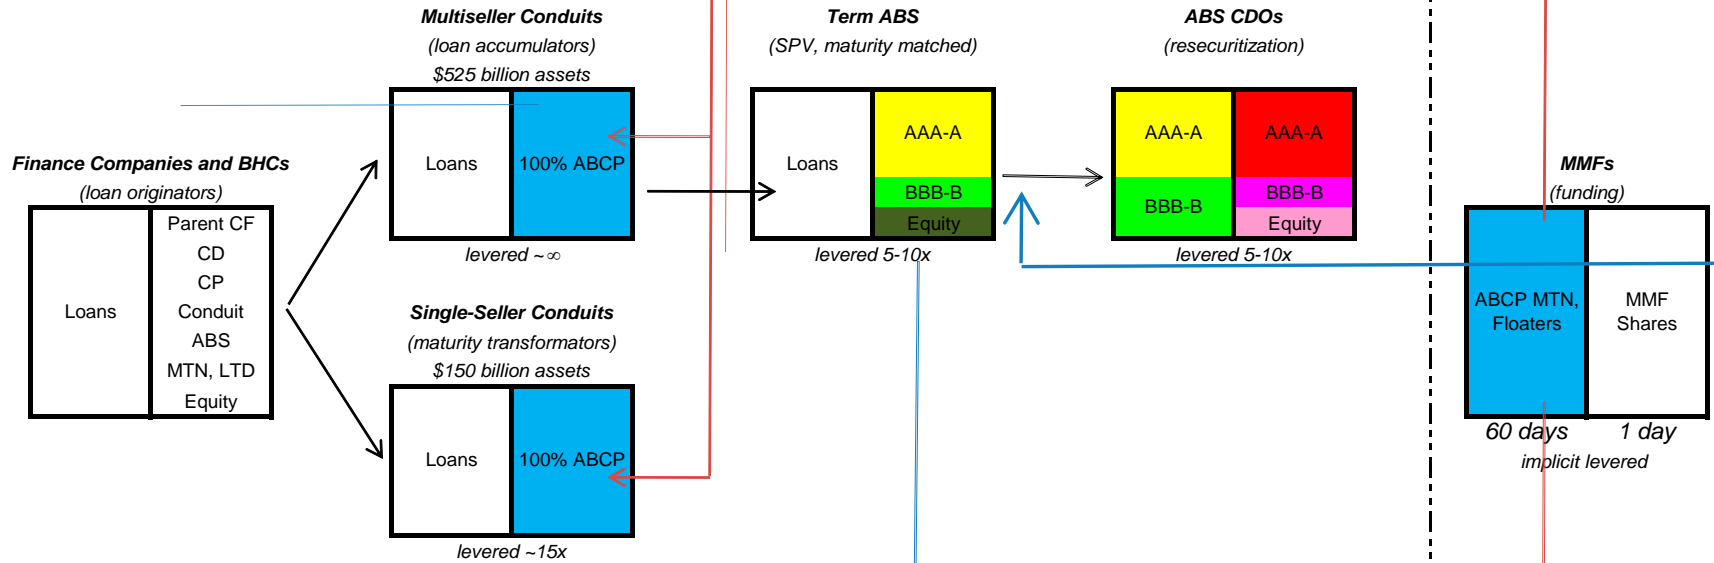 Multiseller Conduits
(loan accumulators)
$525 billion assets
Loans
100% ABCP
levered ~∞
Term ABS
(SPV, maturity matched)
Loans
AAA-A
BBB-B
Equity
levered 5-10x
ABS CDOs
(resecuritization)
AAA-A
BBB-B
AAA-A
BBB-B
Equity
levered 5-10x
Finance Companies and BHCs
(loan originators)
Loans
Parent CF
CD
CP
Conduit
ABS
MTN, LTD
Equity
Single-Seller Conduits
(maturity transformators)
$150 billion assets
Loans
100% ABCP
levered ~15x
MMFs
(funding)
ABCP MTN,
Floaters
MMF
Shares
60 days
1 day
implicit levered